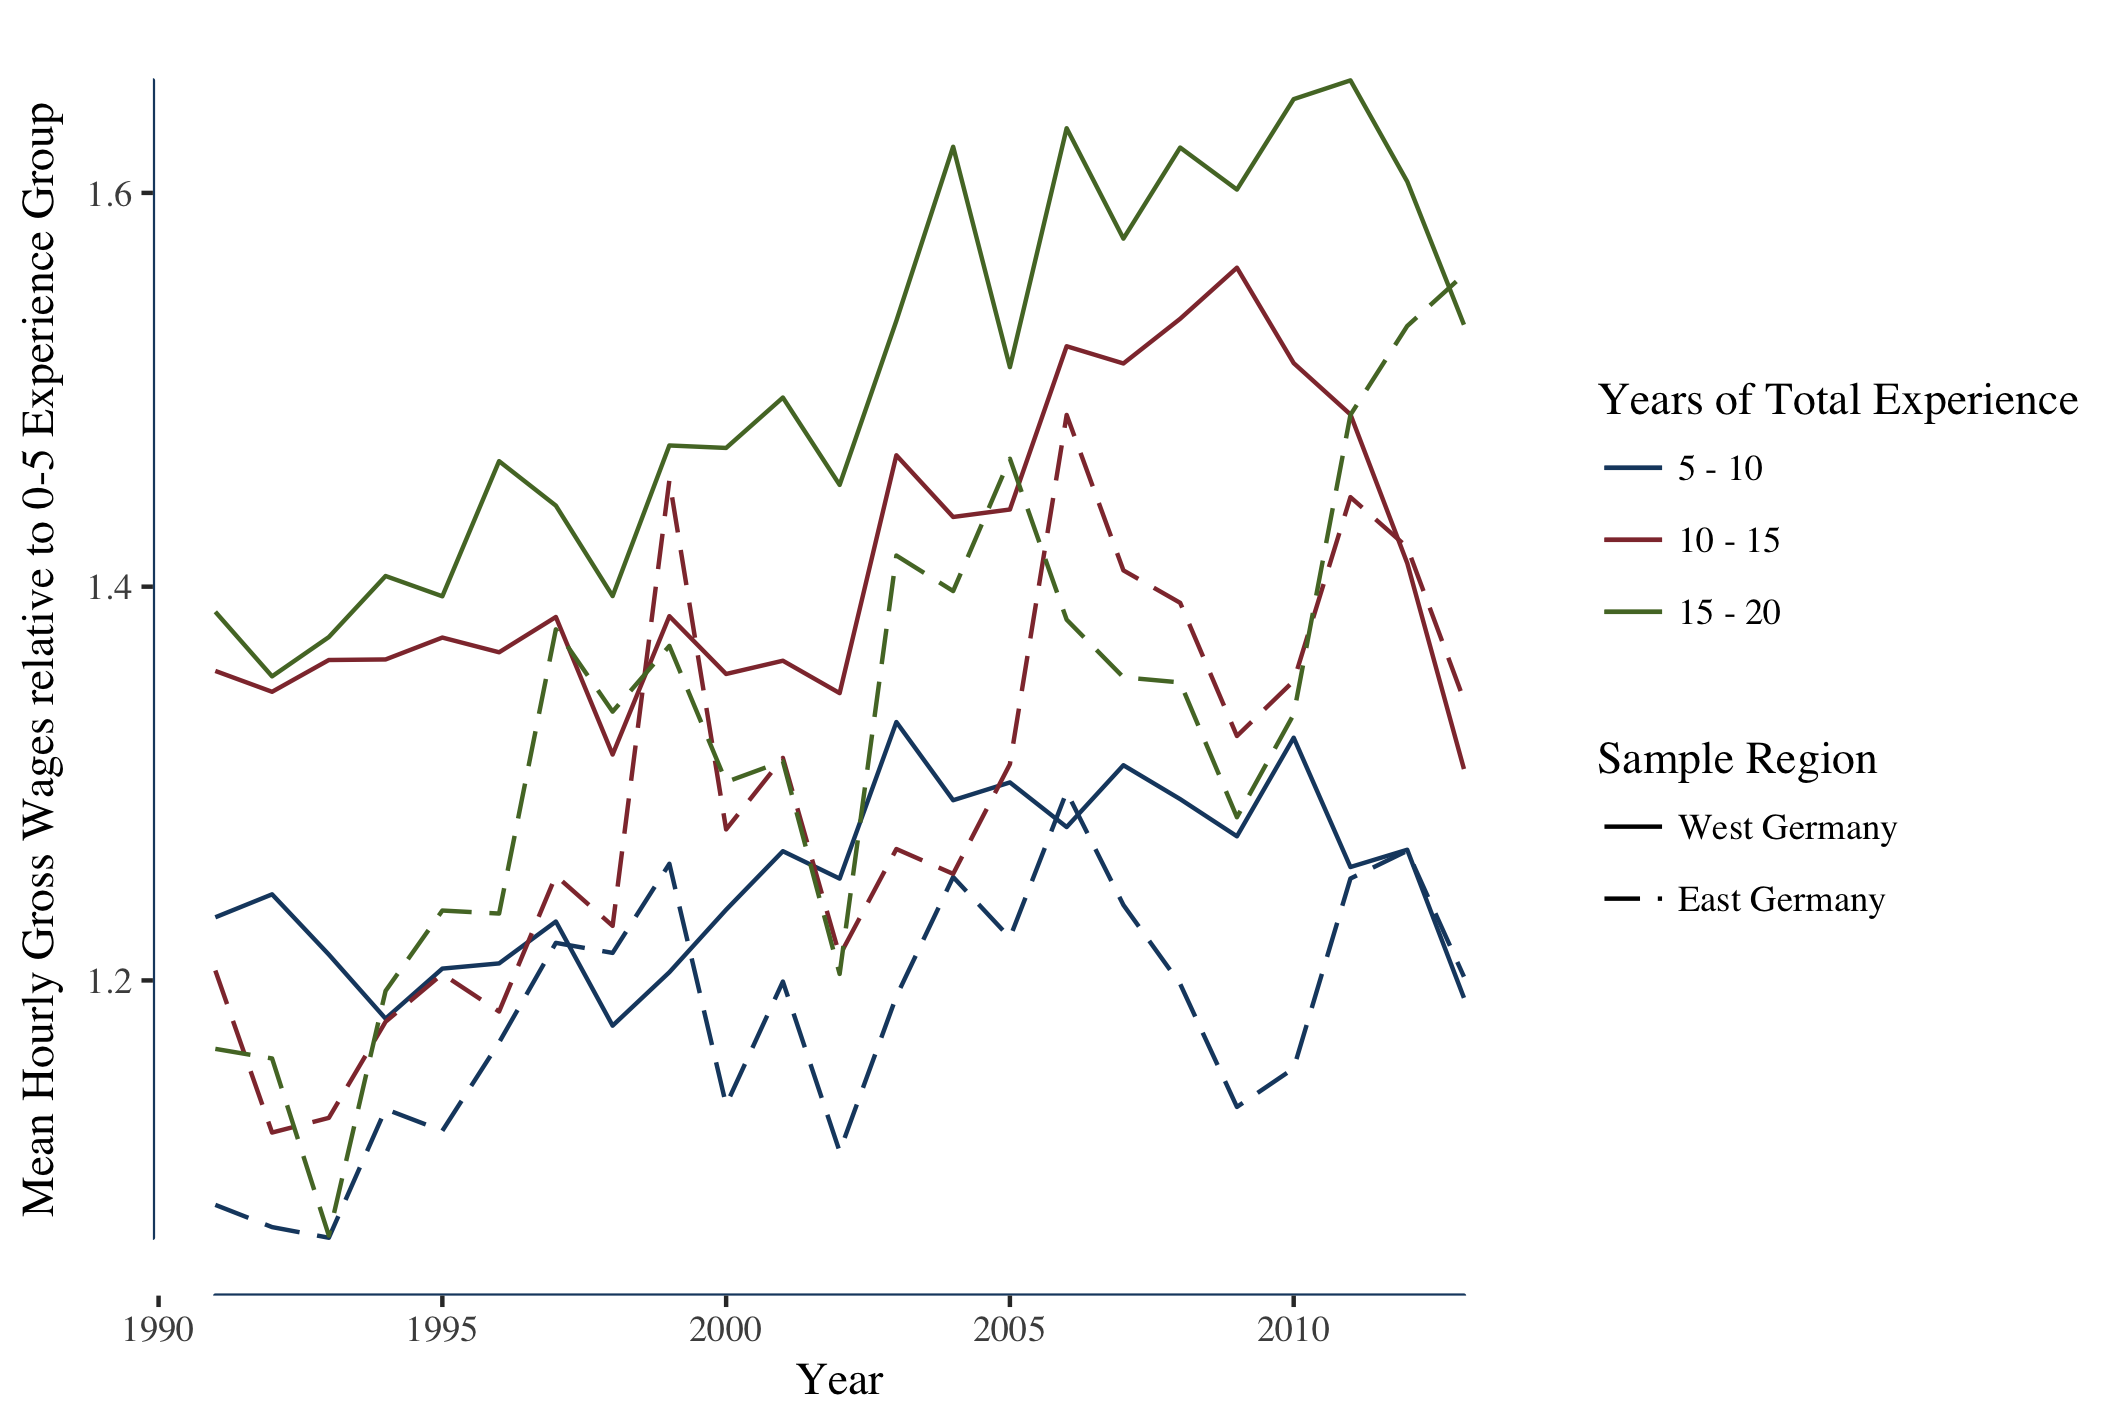 Mean Hourly Gross Wages relative to 0-5 Experience Group
1.6
1.4
1.2
1990
1995
2000
2005
2010
Year
Years of Total Experience
5 - 10
10 - 15
15 - 20
Sample Region
West Germany
East Germany